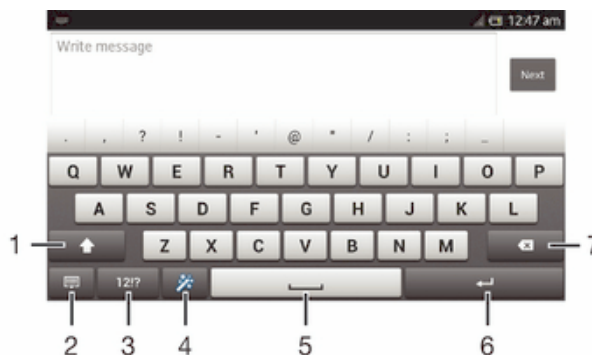 12:47 am
Write message
Next
. , ? ! - ' @ " / : ; _
Q W E R T Y U I O P
A S D F G H J K L
1 Z X C V B N M 7
12!?
2 3 4 5 6